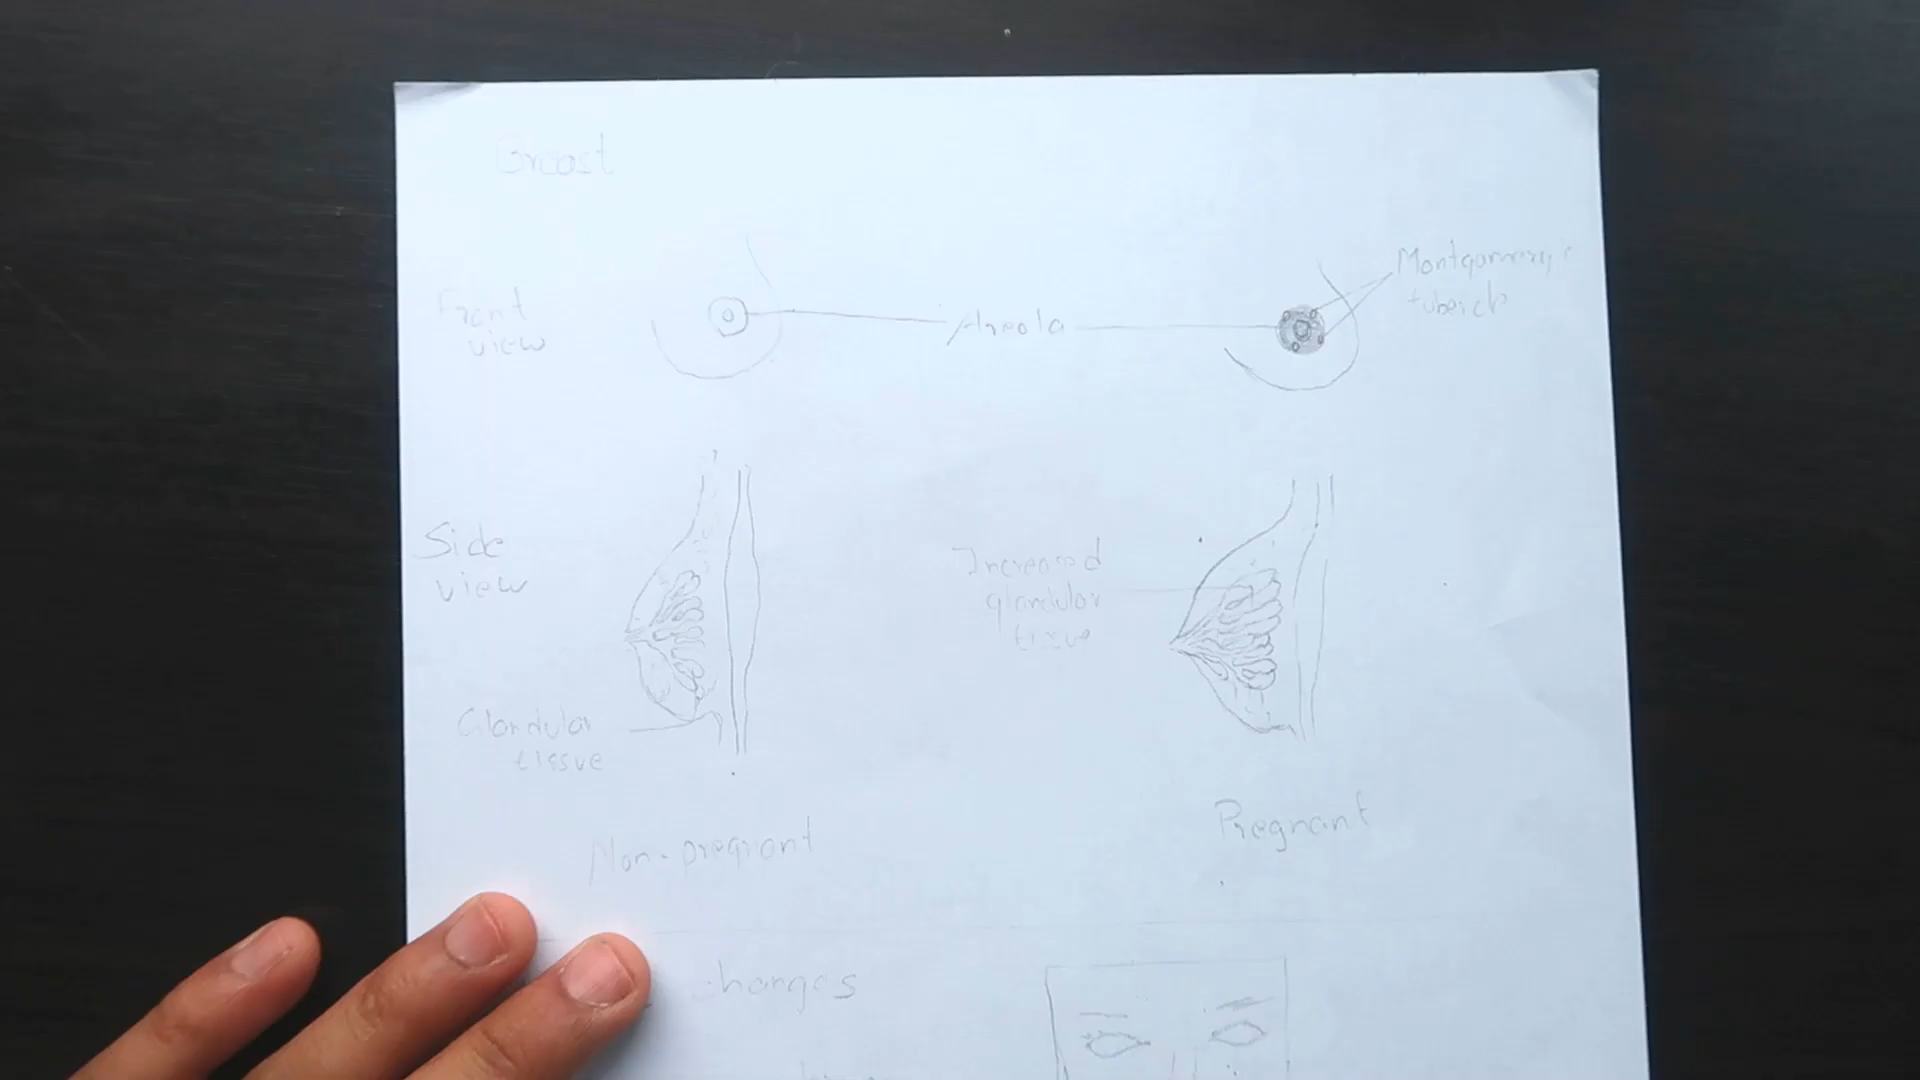 Breast
Front
view
Areola
Montgomery's
tubercle
Side
view
Increased
glandular
tissue
Glandular
tissue
Non-pregnant
Pregnant
changes